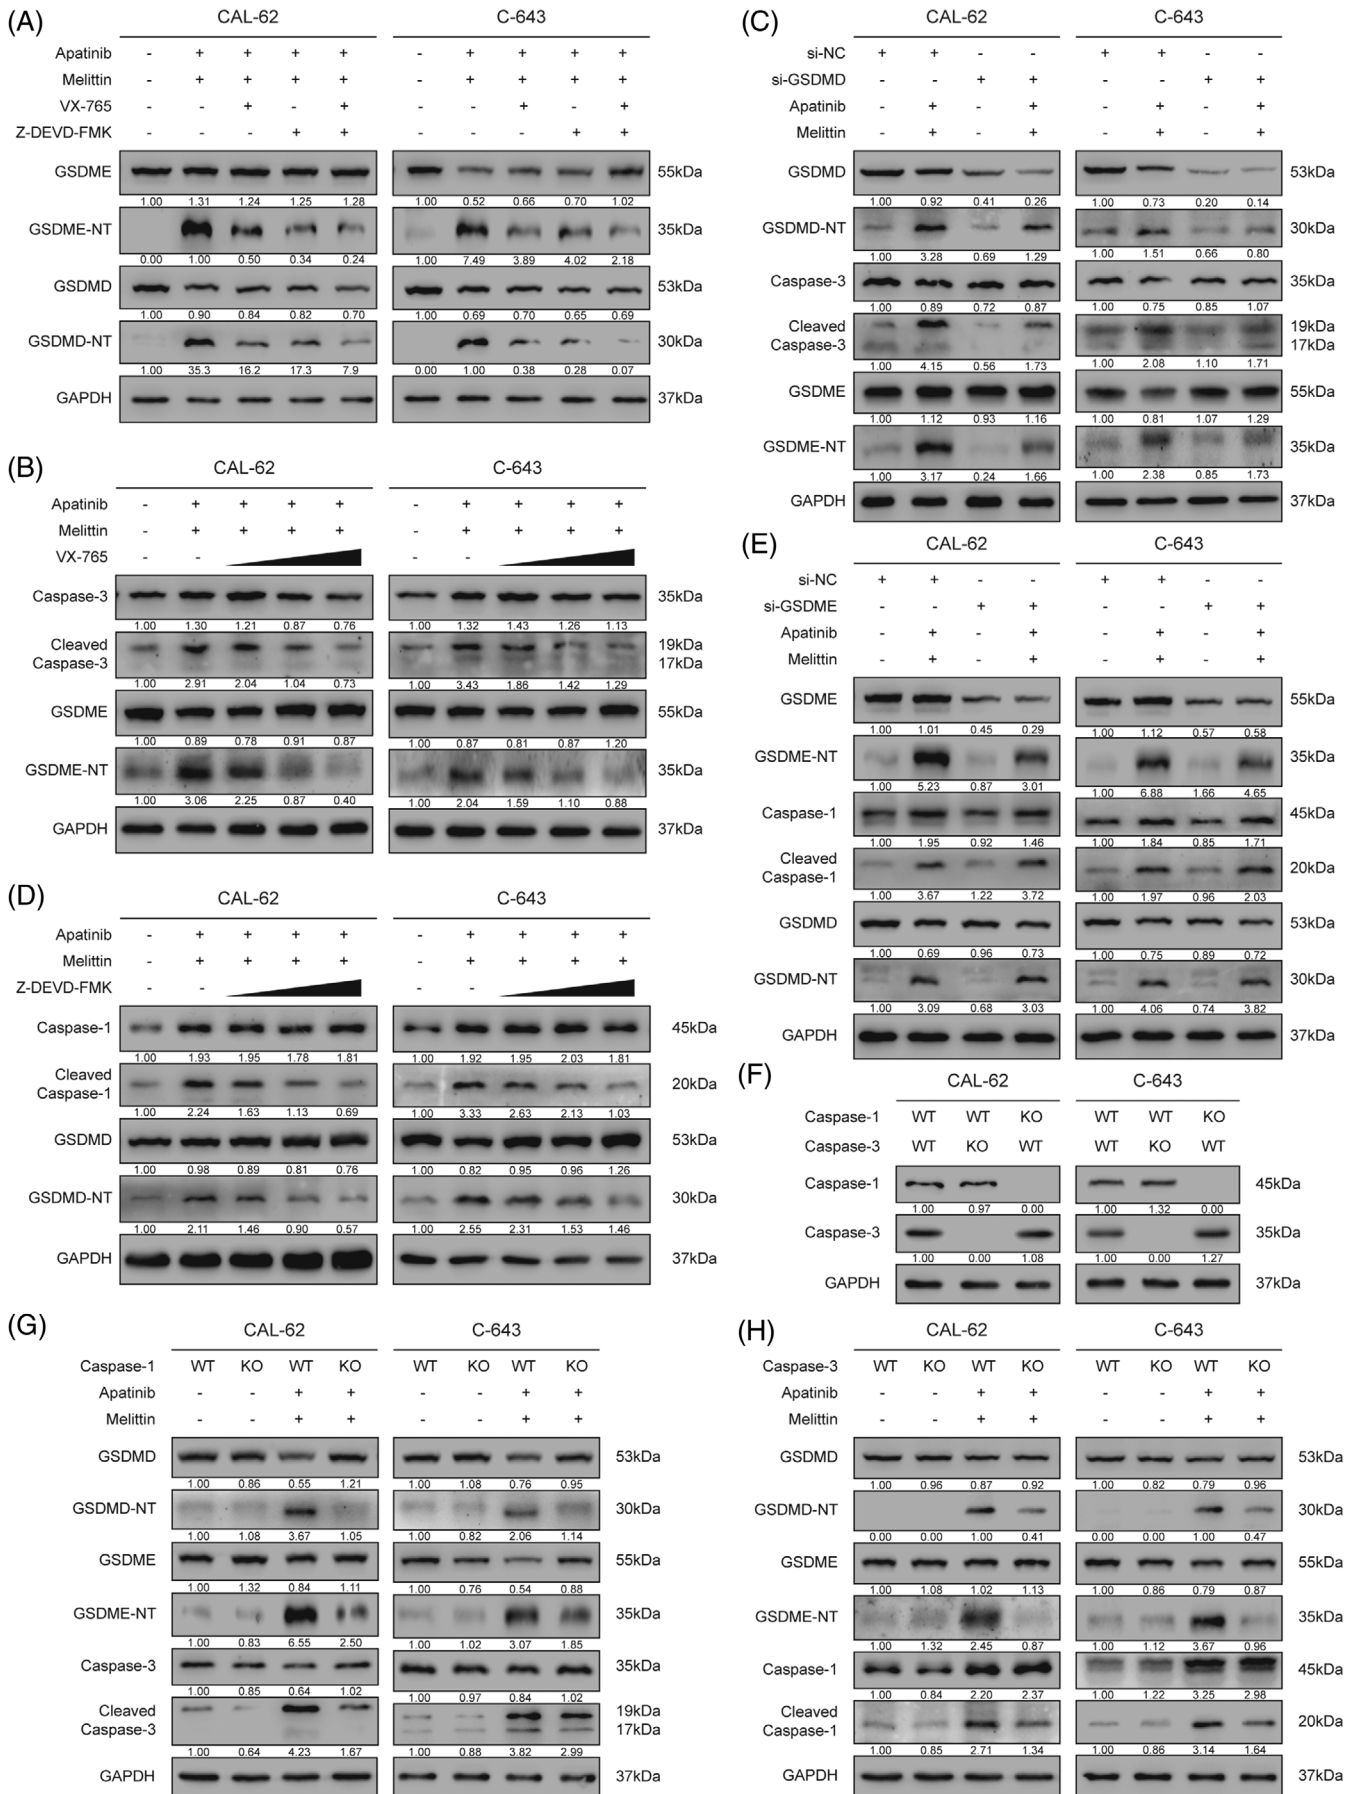 (A)
CAL-62 C-643
Apatinib - + + + + - + + + +
Melittin - + + + + - + + + +
VX-765 - - + - + - - + - +
Z-DEVD-FMK - - - + + - - - + +
GSDME 55kDa
1.00 1.31 1.24 1.25 1.28 1.00 0.52 0.66 0.70 1.02
GSDME-NT 35kDa
0.00 1.00 0.50 0.34 0.24 1.00 7.49 3.89 4.02 2.18
GSDMD 53kDa
1.00 0.90 0.84 0.82 0.70 1.00 0.69 0.70 0.65 0.69
GSDMD-NT 30kDa
1.00 35.3 16.2 17.3 7.9 0.00 1.00 0.38 0.28 0.07
GAPDH 37kDa
(B)
CAL-62 C-643
Apatinib - + + + + - + + + +
Melittin - + + + + - + + + +
VX-765 - - - -
Caspase-3 35kDa
1.00 1.30 1.21 0.87 0.76 1.00 1.32 1.43 1.26 1.13
Cleaved 19kDa
Caspase-3 17kDa
1.00 2.91 2.04 1.04 0.73 1.00 3.43 1.86 1.42 1.29
GSDME 55kDa
1.00 0.89 0.78 0.91 0.87 1.00 0.87 0.81 0.87 1.20
GSDME-NT 35kDa
1.00 3.06 2.25 0.87 0.40 1.00 2.04 1.59 1.10 0.88
GAPDH 37kDa
(C)
CAL-62 C-643
si-NC + + - - + + - -
si-GSDMD - - + + - - + +
Apatinib - + - + - + - +
Melittin - + - + - + - +
GSDMD 53kDa
1.00 0.92 0.41 0.26 1.00 0.73 0.20 0.14
GSDMD-NT 30kDa
1.00 3.28 0.69 1.29 1.00 1.51 0.66 0.80
Caspase-3 35kDa
1.00 0.89 0.72 0.87 1.00 0.75 0.85 1.07
Cleaved 19kDa
Caspase-3 17kDa
1.00 4.15 0.56 1.73 1.00 2.08 1.10 1.71
GSDME 55kDa
1.00 1.12 0.93 1.16 1.00 0.81 1.07 1.29
GSDME-NT 35kDa
1.00 3.17 0.24 1.66 1.00 2.38 0.85 1.73
GAPDH 37kDa
(D)
CAL-62 C-643
Apatinib - + + + + - + + + +
Melittin - + + + + - + + + +
Z-DEVD-FMK - - - -
Caspase-1 45kDa
1.00 1.93 1.95 1.78 1.81 1.00 1.92 1.95 2.03 1.81
Cleaved
Caspase-1 20kDa
1.00 2.24 1.63 1.13 0.69 1.00 3.33 2.63 2.13 1.03
GSDMD 53kDa
1.00 0.98 0.89 0.81 0.76 1.00 0.82 0.95 0.96 1.26
GSDMD-NT 30kDa
1.00 2.11 1.46 0.90 0.57 1.00 2.55 2.31 1.53 1.46
GAPDH 37kDa
(E)
CAL-62 C-643
si-NC + + - - + + - -
si-GSDME - - + + - - + +
Apatinib - + - + - + - +
Melittin - + - + - + - +
GSDME 55kDa
1.00 1.01 0.45 0.29 1.00 1.12 0.57 0.58
GSDME-NT 35kDa
1.00 5.23 0.87 3.01 1.00 6.88 1.66 4.65
Caspase-1 45kDa
1.00 1.95 0.92 1.46 1.00 1.84 0.85 1.71
Cleaved
Caspase-1 20kDa
1.00 3.67 1.22 3.72 1.00 1.97 0.96 2.03
GSDMD 53kDa
1.00 0.69 0.96 0.73 1.00 0.75 0.89 0.72
GSDMD-NT 30kDa
1.00 3.09 0.68 3.03 1.00 4.06 0.74 3.82
GAPDH 37kDa
(F)
CAL-62 C-643
Caspase-1 WT WT KO WT WT KO
Caspase-3 WT KO WT WT KO WT
Caspase-1 45kDa
1.00 0.97 0.00 1.00 1.32 0.00
Caspase-3 35kDa
1.00 0.00 1.08 1.00 0.00 1.27
GAPDH 37kDa
(G)
CAL-62 C-643
Caspase-1 WT KO WT KO WT KO WT KO
Apatinib - - + + - - + +
Melittin - - + + - - + +
GSDMD 53kDa
1.00 0.86 0.55 1.21 1.00 1.08 0.76 0.95
GSDMD-NT 30kDa
1.00 1.08 3.67 1.05 1.00 0.82 2.06 1.14
GSDME 55kDa
1.00 1.32 0.84 1.11 1.00 0.76 0.54 0.88
GSDME-NT 35kDa
1.00 0.83 6.55 2.50 1.00 1.02 3.07 1.85
Caspase-3 35kDa
1.00 0.85 0.64 1.02 1.00 0.97 0.84 1.02
Cleaved 19kDa
Caspase-3 17kDa
1.00 0.64 4.23 1.67 1.00 0.88 3.82 2.99
GAPDH 37kDa
(H)
CAL-62 C-643
Caspase-3 WT KO WT KO WT KO WT KO
Apatinib - - + + - - + +
Melittin - - + + - - + +
GSDMD 53kDa
1.00 0.96 0.87 0.92 1.00 0.82 0.79 0.96
GSDMD-NT 30kDa
0.00 0.00 1.00 0.41 0.00 0.00 1.00 0.47
GSDME 55kDa
1.00 1.08 1.02 1.13 1.00 0.86 0.79 0.87
GSDME-NT 35kDa
1.00 1.32 2.45 0.87 1.00 1.12 3.67 0.96
Caspase-1 45kDa
1.00 0.84 2.20 2.37 1.00 1.22 3.25 2.98
Cleaved
Caspase-1 20kDa
1.00 0.85 2.71 1.34 1.00 0.86 3.14 1.64
GAPDH 37kDa